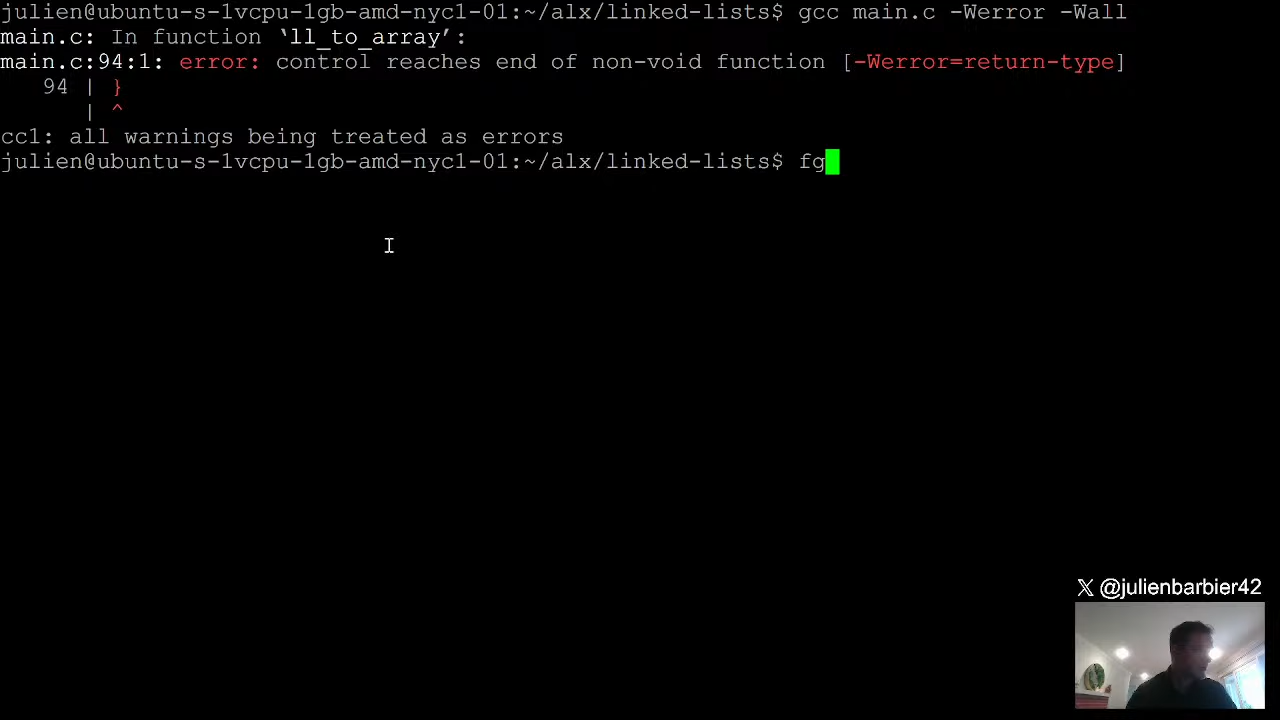 julien@ubuntu-s-1vcpu-1gb-amd-nyc1-01:~/alx/linked-lists$ gcc main.c -Werror -Wall
main.c: In function ‘ll_to_array’:
main.c:94:1: error: control reaches end of non-void function [-Werror=return-type]
94 | }
| ^
cc1: all warnings being treated as errors
julien@ubuntu-s-1vcpu-1gb-amd-nyc1-01:~/alx/linked-lists$ fg
X @julienbarbier42